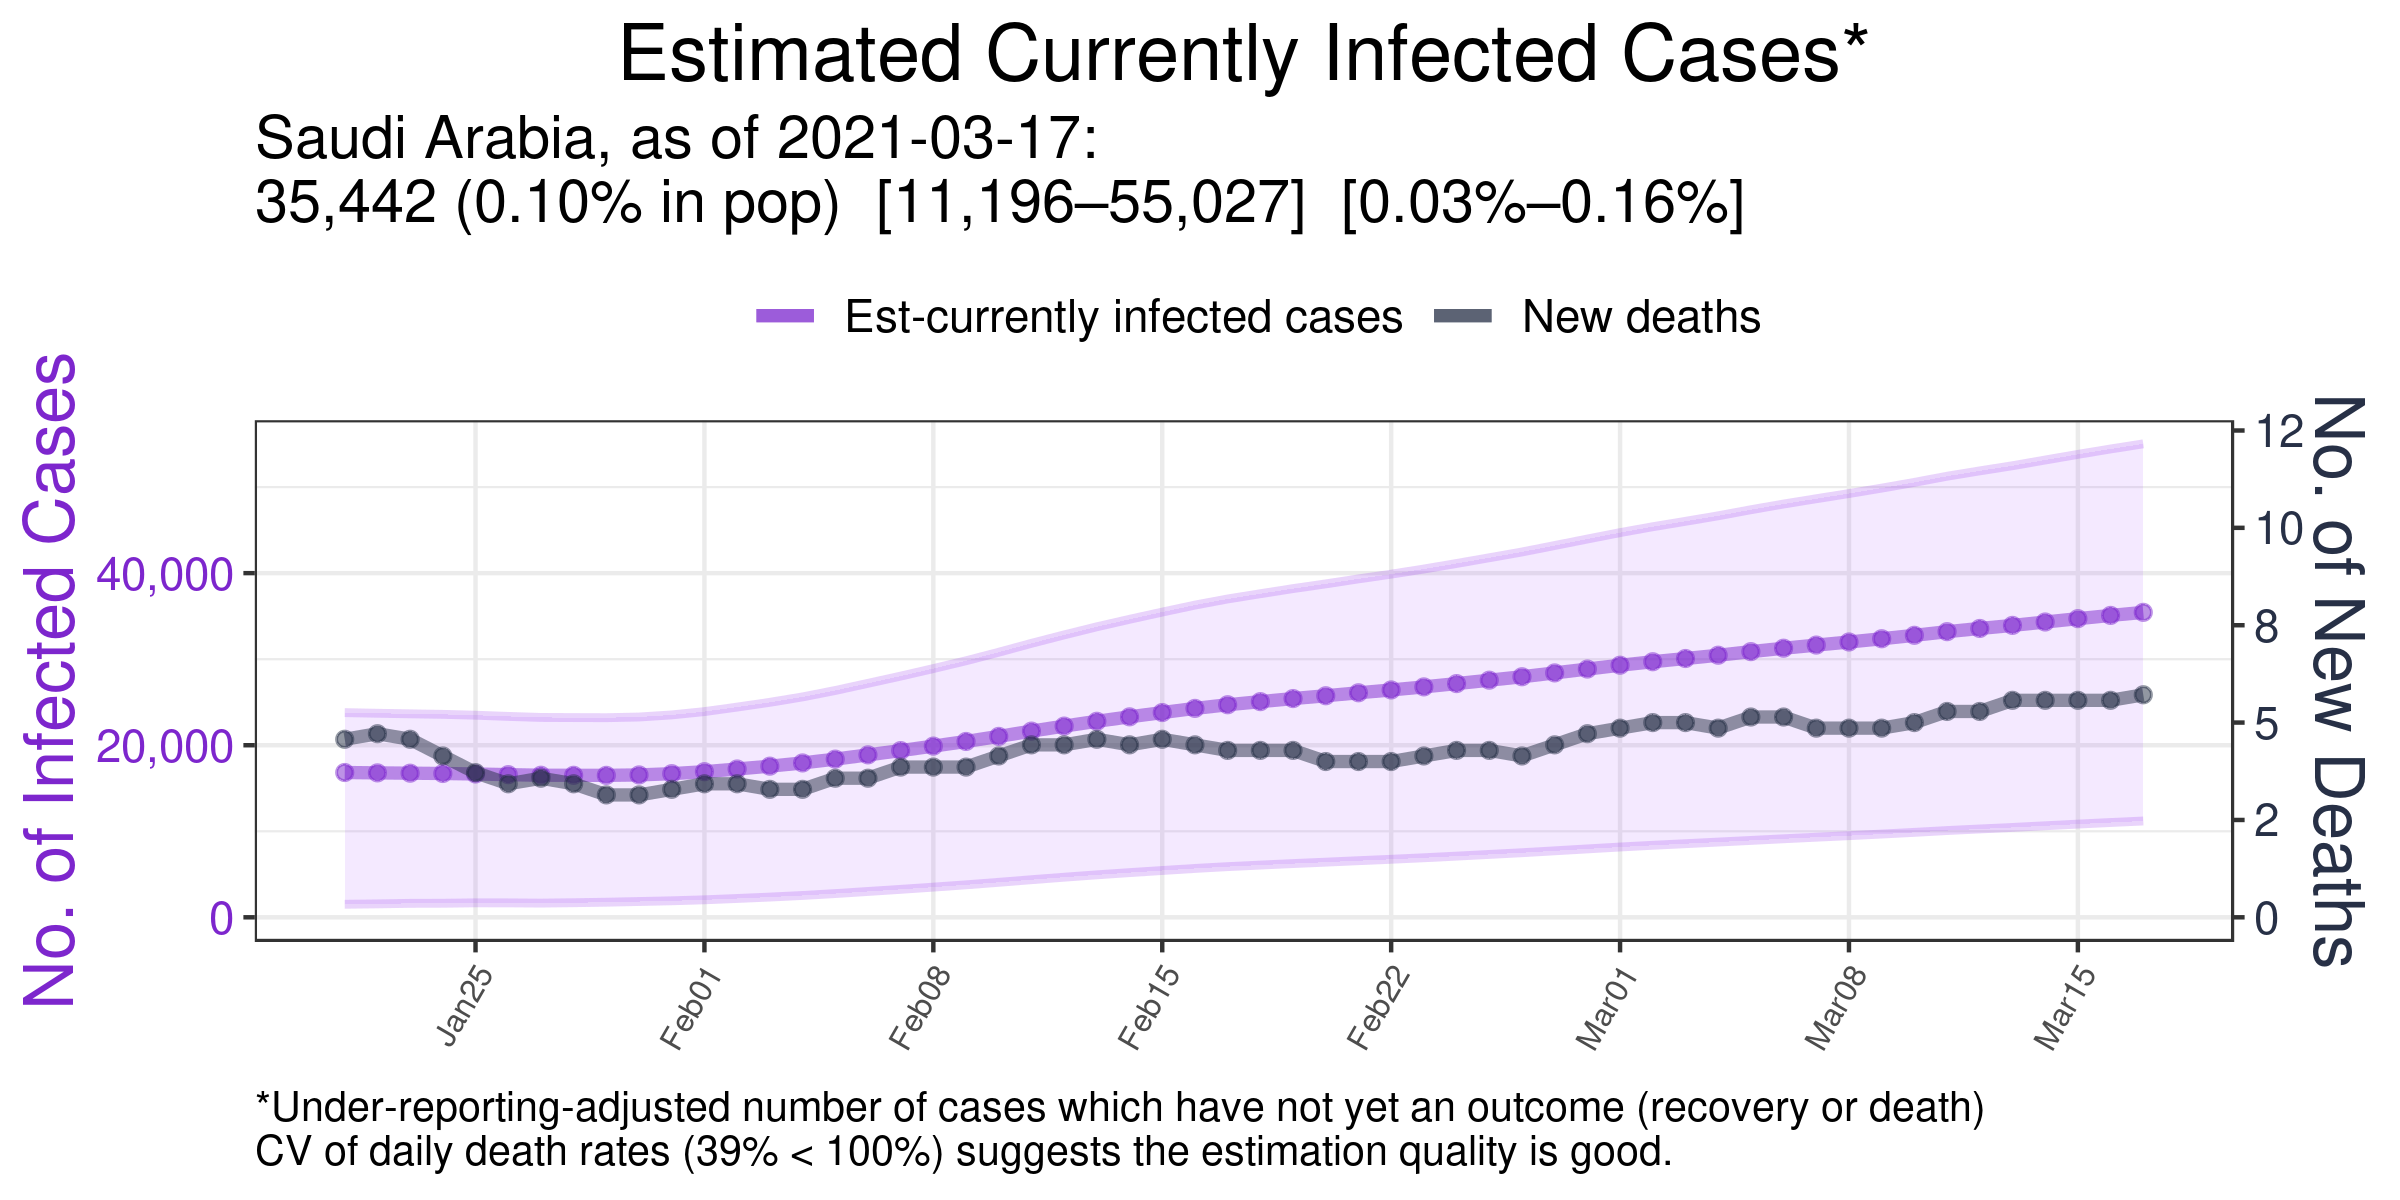 Estimated Currently Infected Cases*
Saudi Arabia, as of 2021-03-17:
35,442 (0.10% in pop)  [11,196–55,027]  [0.03%–0.16%]
Est-currently infected cases
New deaths
No. of Infected Cases
40,000
20,000
0
12
10
8
5
2
0
No. of New Deaths
Jan25
Feb01
Feb08
Feb15
Feb22
Mar01
Mar08
Mar15
*Under-reporting-adjusted number of cases which have not yet an outcome (recovery or death)
CV of daily death rates (39% < 100%) suggests the estimation quality is good.